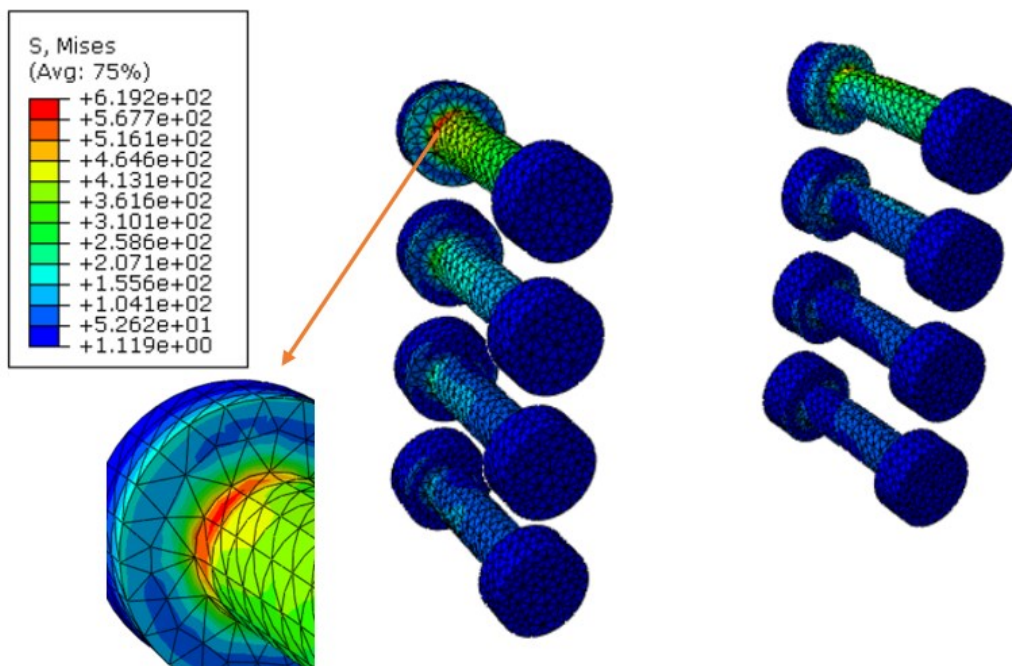 S, Mises
(Avg: 75%)
+6.192e+02
+5.677e+02
+5.161e+02
+4.646e+02
+4.131e+02
+3.616e+02
+3.101e+02
+2.586e+02
+2.071e+02
+1.556e+02
+1.041e+02
+5.262e+01
+1.119e+00